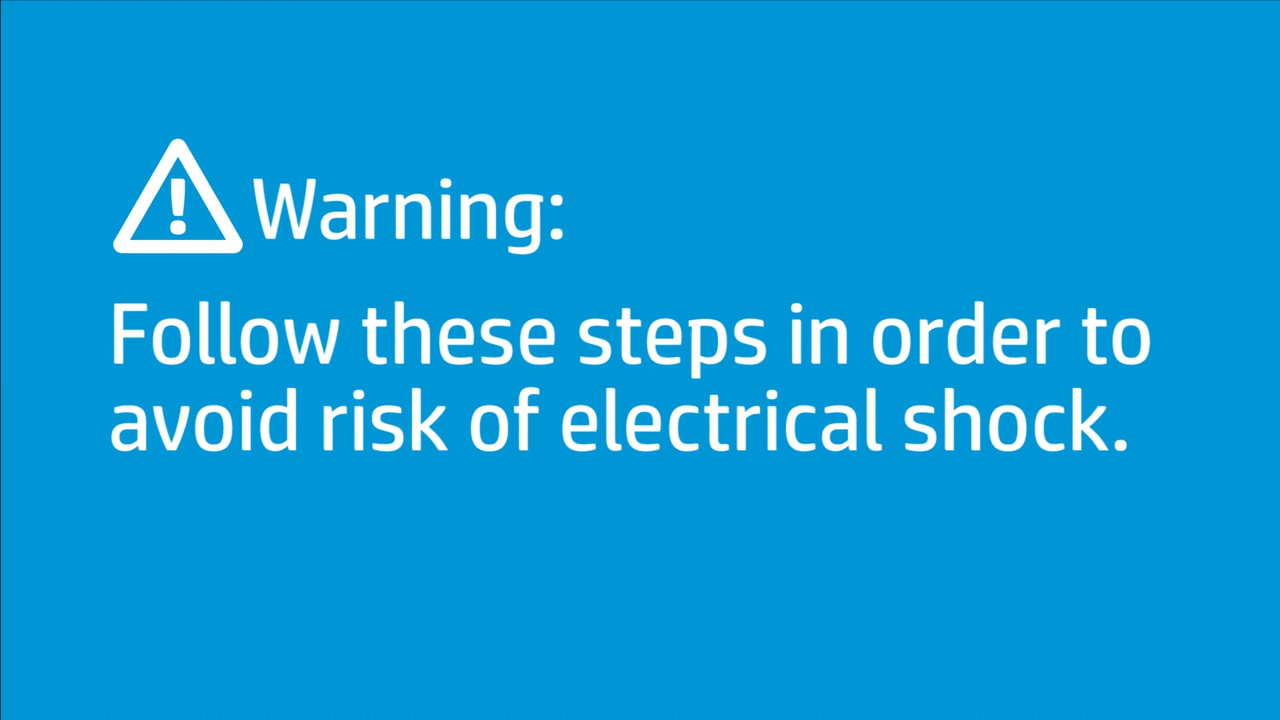 Warning:
Follow these steps in order to
avoid risk of electrical shock.